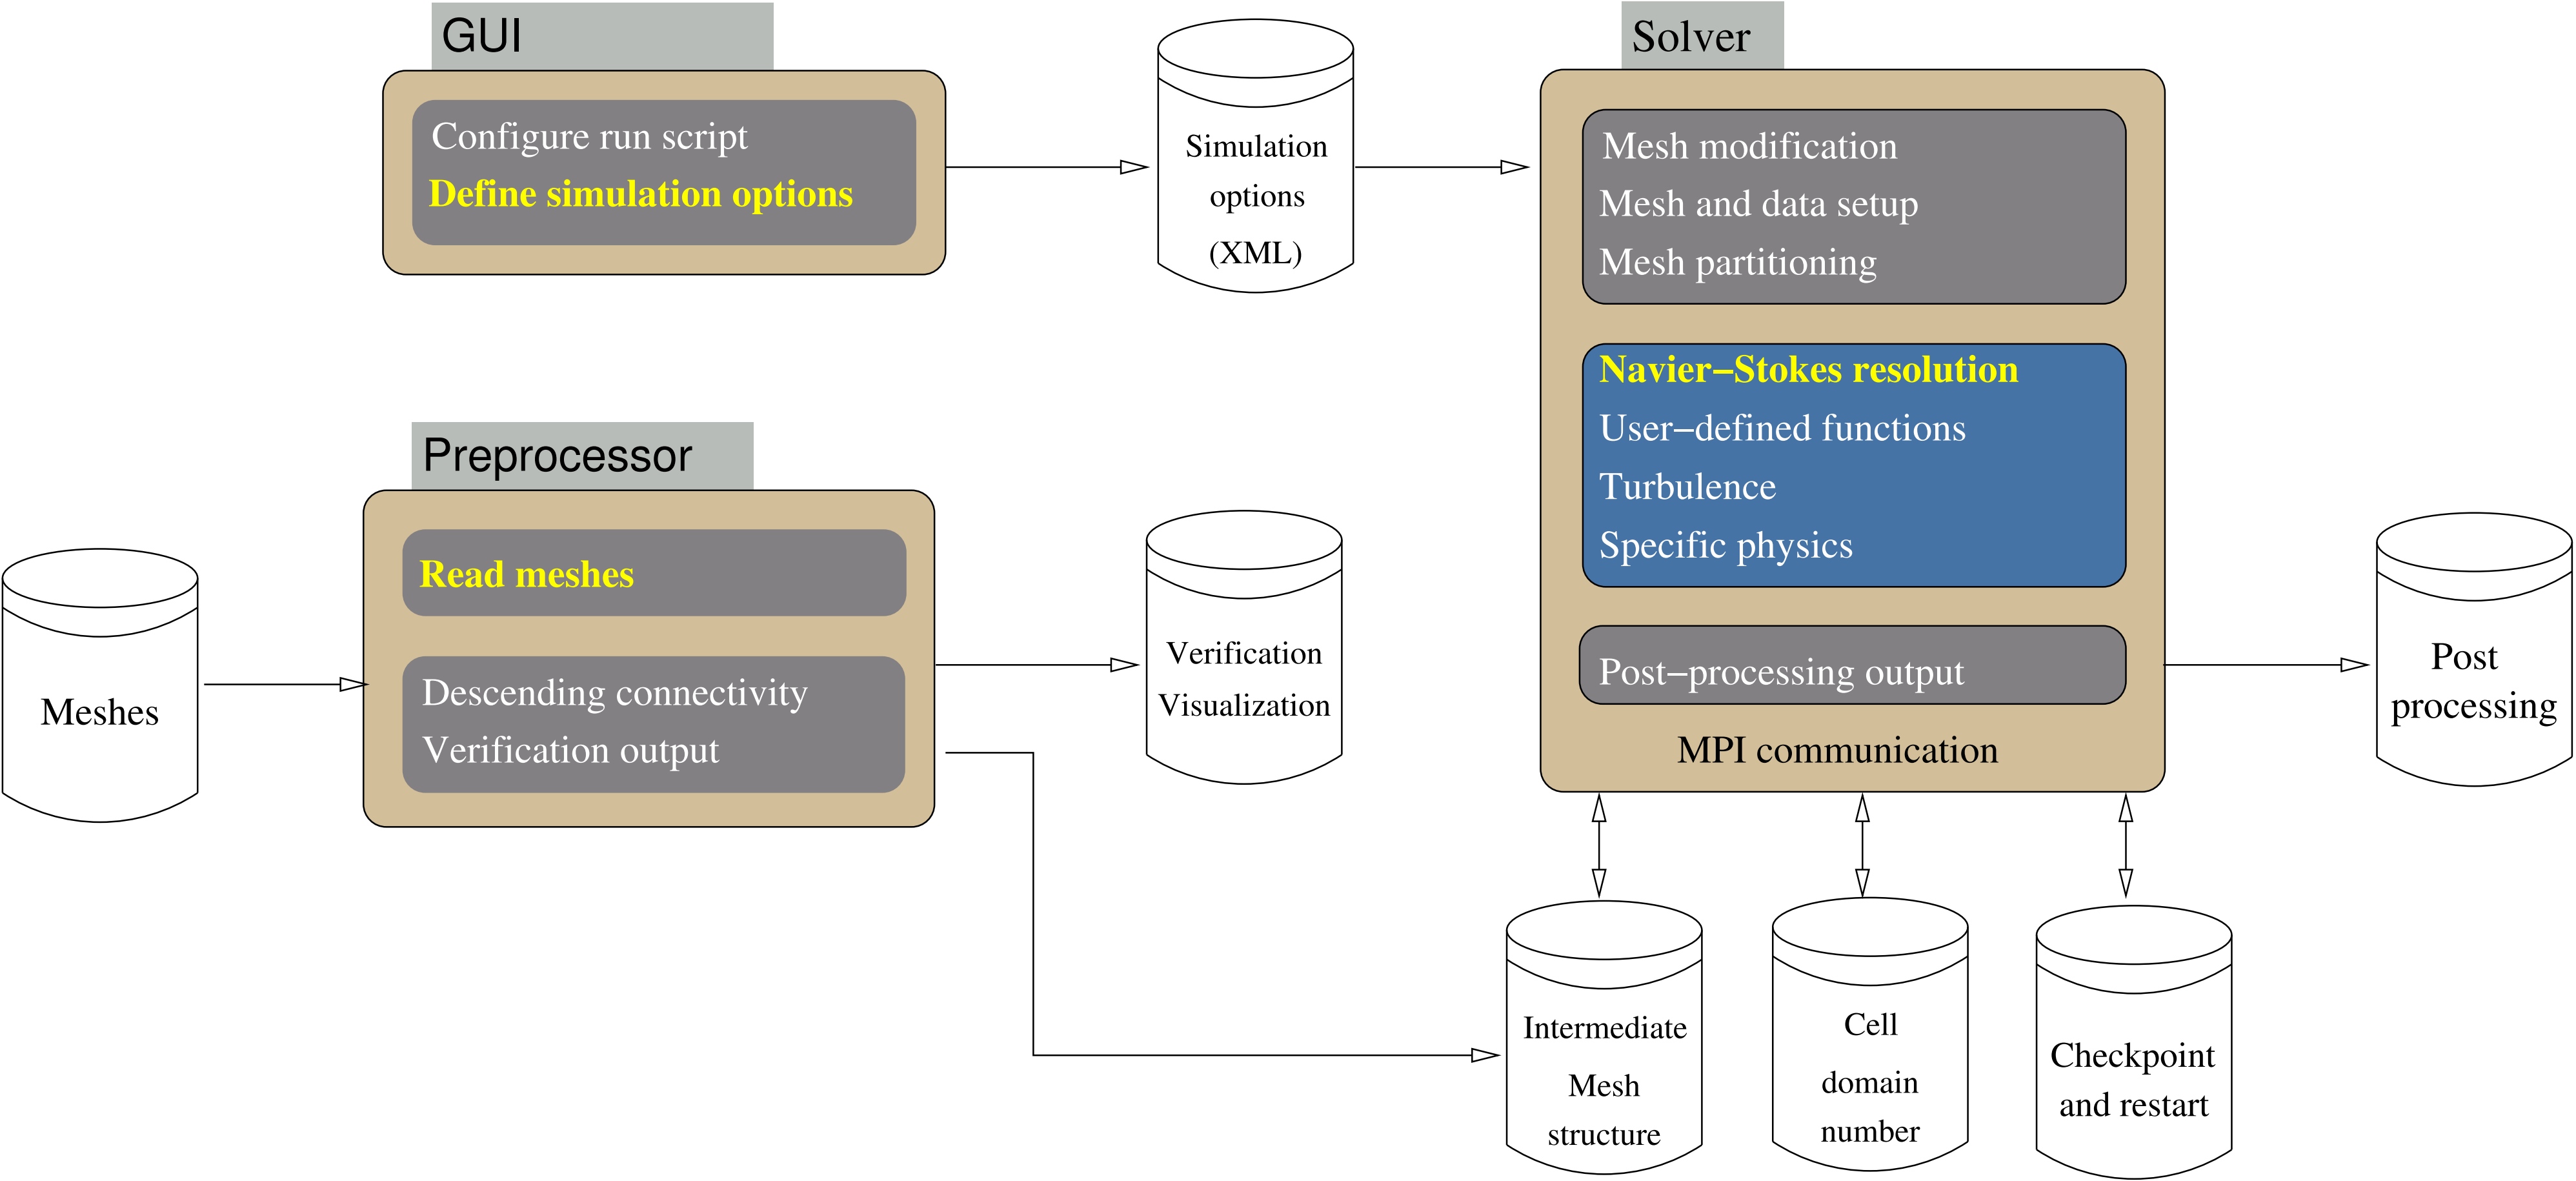 GUI
Configure run script
Define simulation options
Simulation
options
(XML)
Solver
Mesh modification
Mesh and data setup
Mesh partitioning
Navier–Stokes resolution
User–defined functions
Turbulence
Specific physics
Post–processing output
MPI communication
Preprocessor
Read meshes
Descending connectivity
Verification output
Meshes
Verification
Visualization
Post
processing
Intermediate
Mesh
structure
Cell
domain
number
Checkpoint
and restart